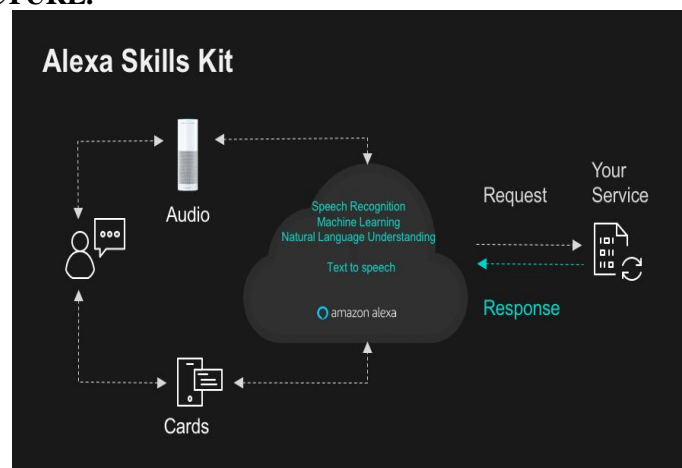 Alexa Skills Kit
Audio
Speech Recognition
Machine Learning
Natural Language Understanding
Text to speech
amazon alexa
Request
Your
Service
Response
Cards